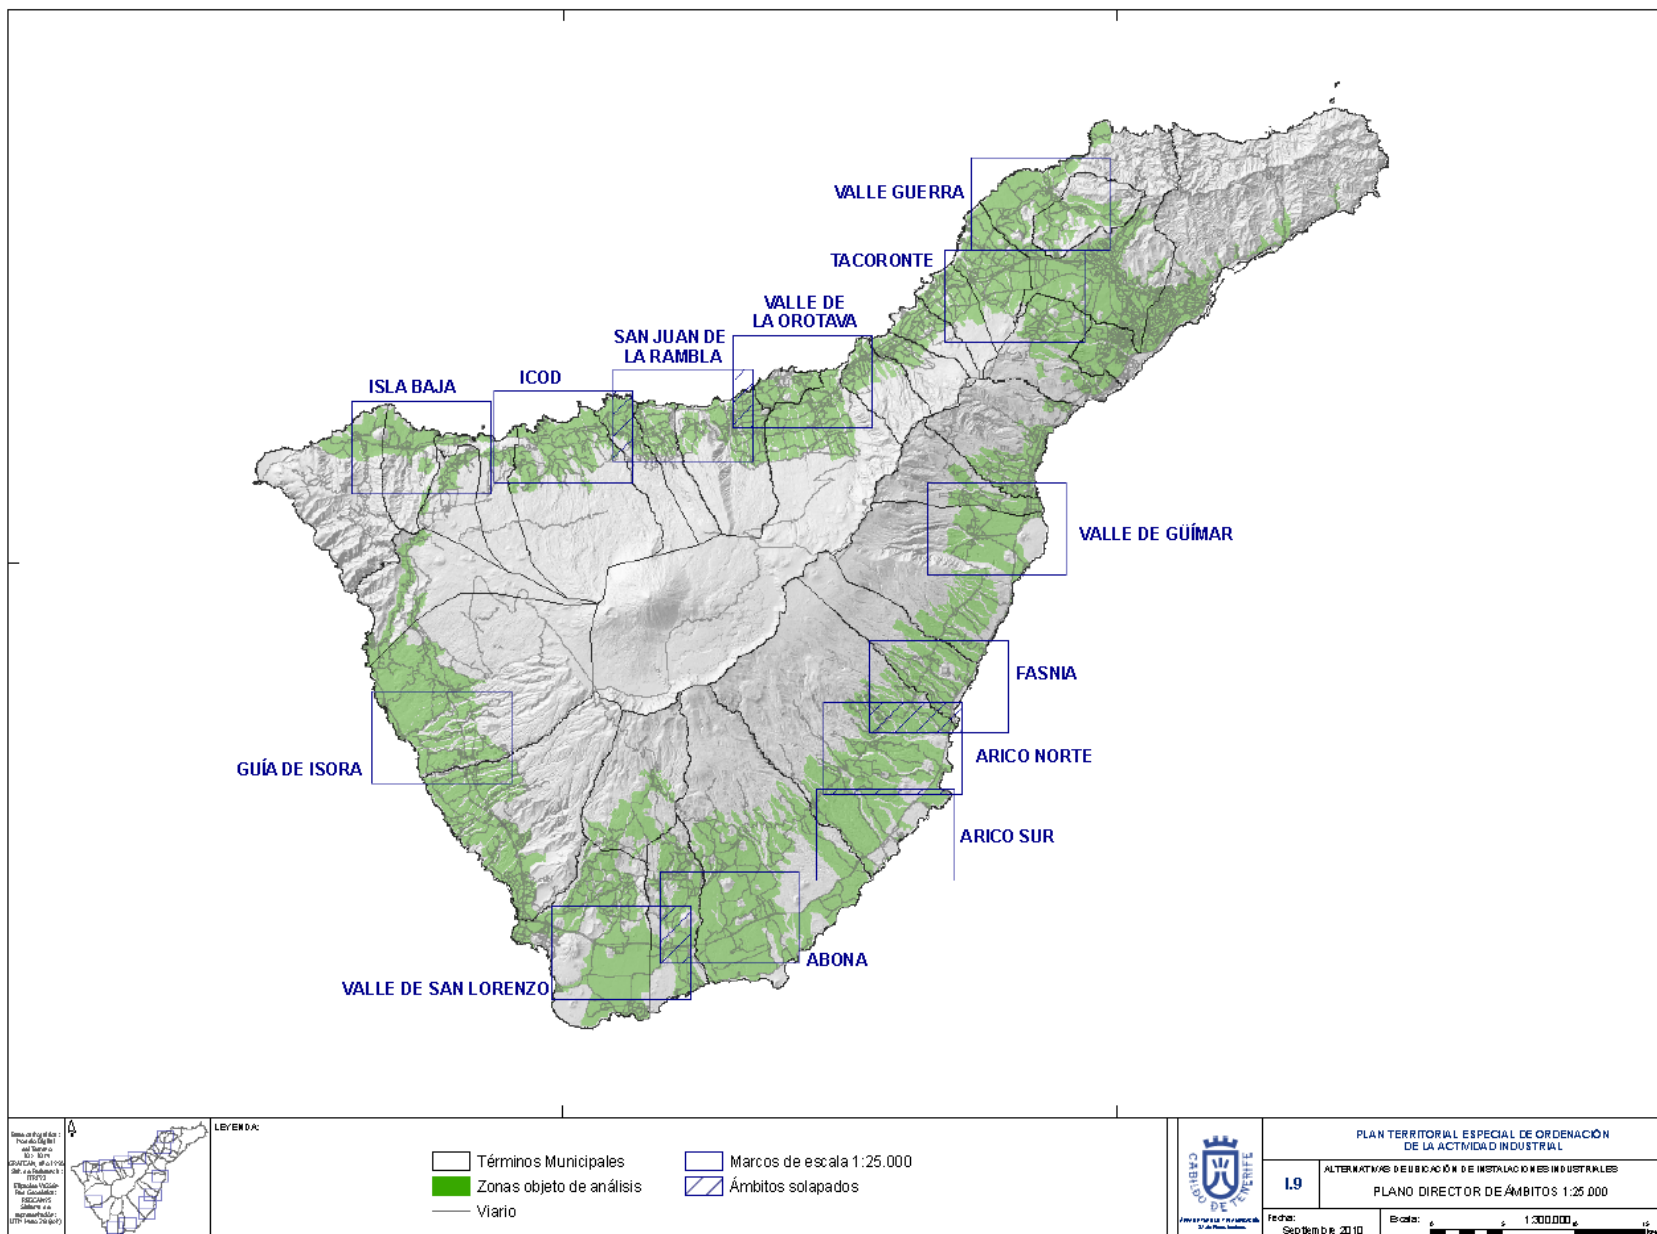 VALLE GUERRA
TACORONTE
VALLE DE
LA OROTAVA
SAN JUAN DE
LA RAMBLA
ICOD
ISLA BAJA
VALLE DE GÜÍMAR
FASNIA
ARICO NORTE
GUÍA DE ISORA
ARICO SUR
ABONA
VALLE DE SAN LORENZO
LEYENDA:
Términos Municipales
Zonas objeto de análisis
Viario
Marcos de escala 1:25.000
Ámbitos solapados
CABILDO DE TENERIFE
PLAN TERRITORIAL ESPECIAL DE ORDENACIÓN
DE LA ACTIVIDAD INDUSTRIAL
I.9
ALTERNATIVAS DE UBICACIÓN DE INSTALACIONES INDUSTRIALES
PLANO DIRECTOR DE ÁMBITOS 1:25.000
Fecha:
Septiembre 2010
Escala:
1:300.000